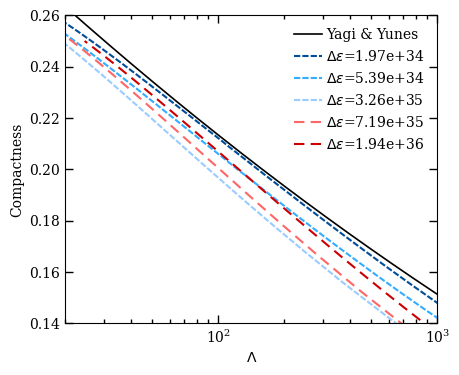 0.26
0.24
0.22
0.20
0.18
0.16
0.14
Compactness
Yagi & Yunes
Δε=1.97e+34
Δε=5.39e+34
Δε=3.26e+35
Δε=7.19e+35
Δε=1.94e+36
10²
10³
Λ